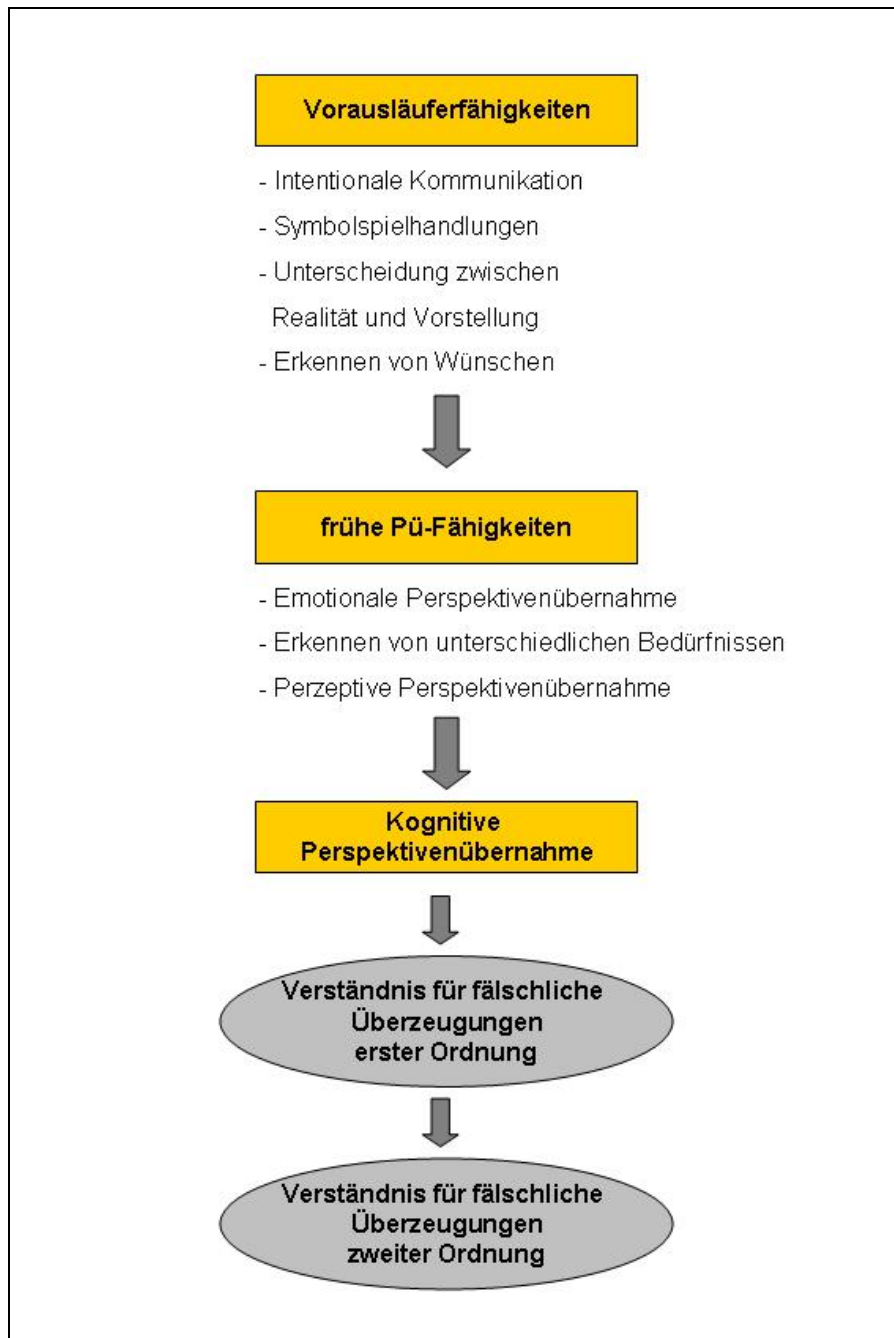 Vorausläuferfähigkeiten
- Intentionale Kommunikation
- Symbolspielhandlungen
- Unterscheidung zwischen
Realität und Vorstellung
- Erkennen von Wünschen
frühe Pü-Fähigkeiten
- Emotionale Perspektivenübernahme
- Erkennen von unterschiedlichen Bedürfnissen
- Perzeptive Perspektivenübernahme
Kognitive
Perspektivenübernahme
Verständnis für fälschliche
Überzeugungen
erster Ordnung
Verständnis für fälschliche
Überzeugungen
zweiter Ordnung